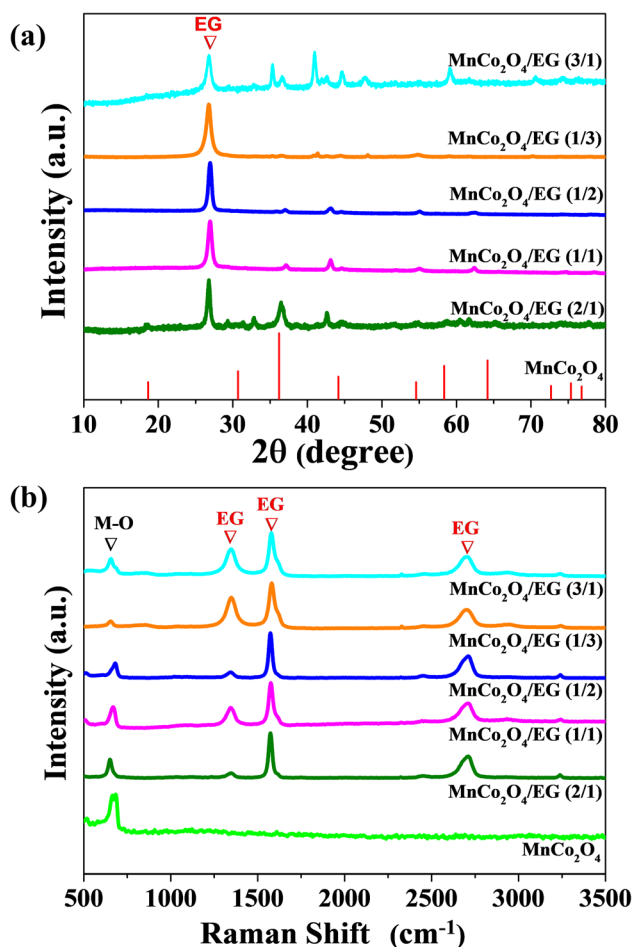 (a)
EG
MnCo₂O₄/EG (3/1)
MnCo₂O₄/EG (1/3)
MnCo₂O₄/EG (1/2)
MnCo₂O₄/EG (1/1)
MnCo₂O₄/EG (2/1)
MnCo₂O₄
Intensity (a.u.)
10 20 30 40 50 60 70 80
2θ (degree)
(b)
M-O EG EG EG
MnCo₂O₄/EG (3/1)
MnCo₂O₄/EG (1/3)
MnCo₂O₄/EG (1/2)
MnCo₂O₄/EG (1/1)
MnCo₂O₄/EG (2/1)
MnCo₂O₄
Intensity (a.u.)
500 1000 1500 2000 2500 3000 3500
Raman Shift (cm⁻¹)